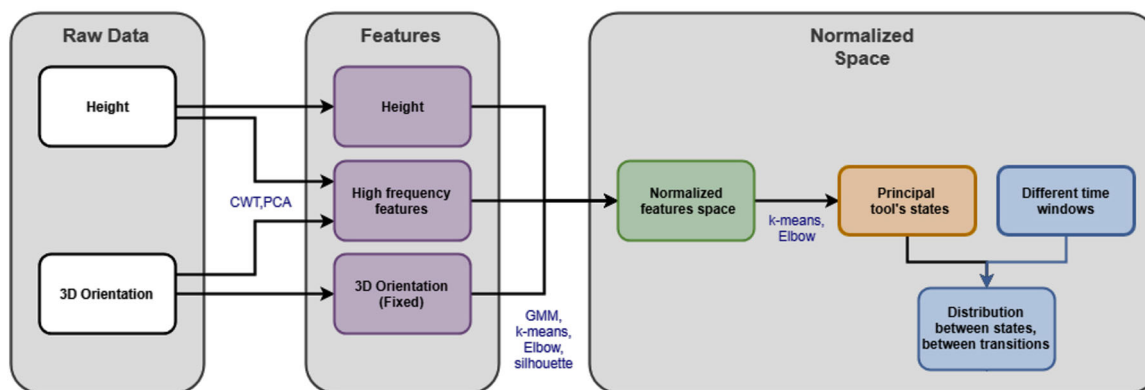 Raw Data
Height
3D Orientation
CWT,PCA
Features
Height
High frequency
features
3D Orientation
(Fixed)
GMM,
k-means,
Elbow,
silhouette
Normalized
Space
Normalized
features space
k-means,
Elbow
Principal
tool's states
Different time
windows
Distribution
between states,
between transitions